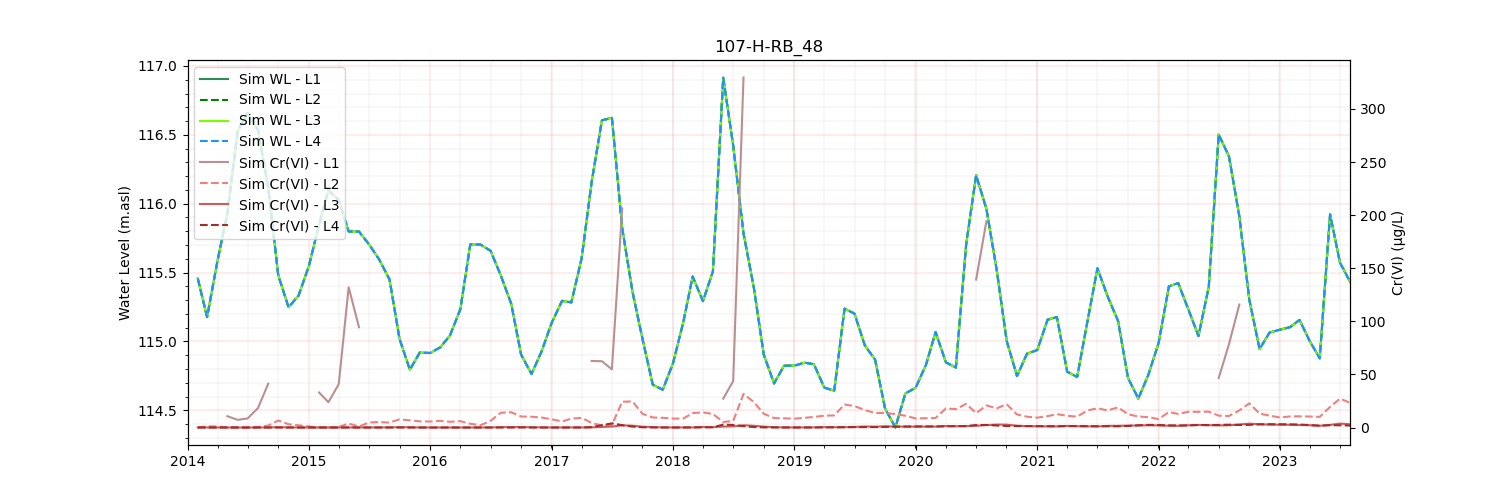 107-H-RB_48
117.0
116.5
116.0
115.5
115.0
114.5
Water Level (m.asl)
Sim WL - L1
Sim WL - L2
Sim WL - L3
Sim WL - L4
Sim Cr(VI) - L1
Sim Cr(VI) - L2
Sim Cr(VI) - L3
Sim Cr(VI) - L4
300
250
200
150
100
50
0
Cr(VI) (µg/L)
2014
2015
2016
2017
2018
2019
2020
2021
2022
2023